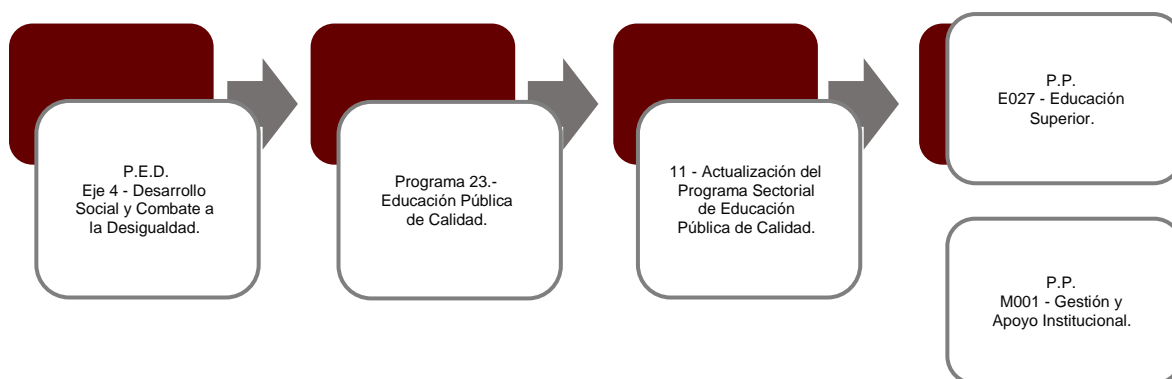 P.E.D.
Eje 4 - Desarrollo
Social y Combate a
la Desigualdad.
Programa 23.-
Educación Pública
de Calidad.
11 - Actualización del
Programa Sectorial
de Educación
Pública de Calidad.
P.P.
E027 - Educación
Superior.
P.P.
M001 - Gestión y
Apoyo Institucional.